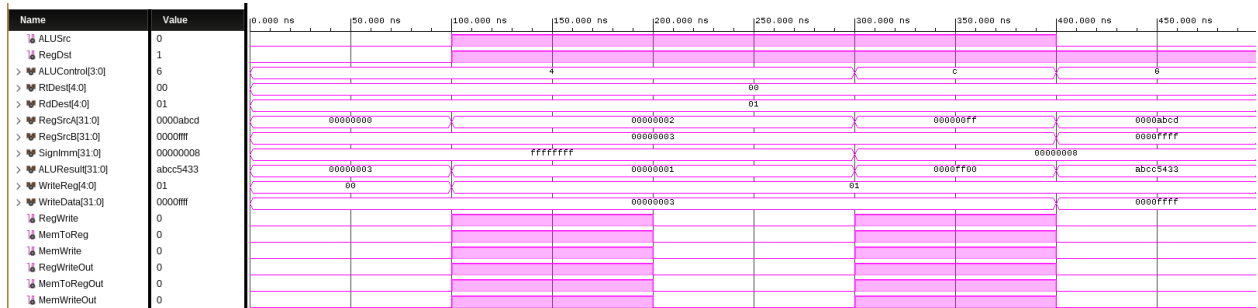 Name Value 0.000 ns 50.000 ns 100.000 ns 150.000 ns 200.000 ns 250.000 ns 300.000 ns 350.000 ns 400.000 ns 450.000 ns
ALUSrc 0
RegDst 1
ALUControl[3:0] 6 4 c 6
RtDest[4:0] 00 00
RdDest[4:0] 01 01
RegSrcA[31:0] 0000abcd 00000000 00000002 000000ff 0000abcd
RegSrcB[31:0] 0000ffff 00000003 0000ffff
SignImm[31:0] 00000008 ffffffff 00000008
ALUResult[31:0] abcc5433 00000003 00000001 0000ff00 abcc5433
WriteReg[4:0] 01 00 01
WriteData[31:0] 0000ffff 00000003 0000ffff
RegWrite 0
MemToReg 0
MemWrite 0
RegWriteOut 0
MemToRegOut 0
MemWriteOut 0